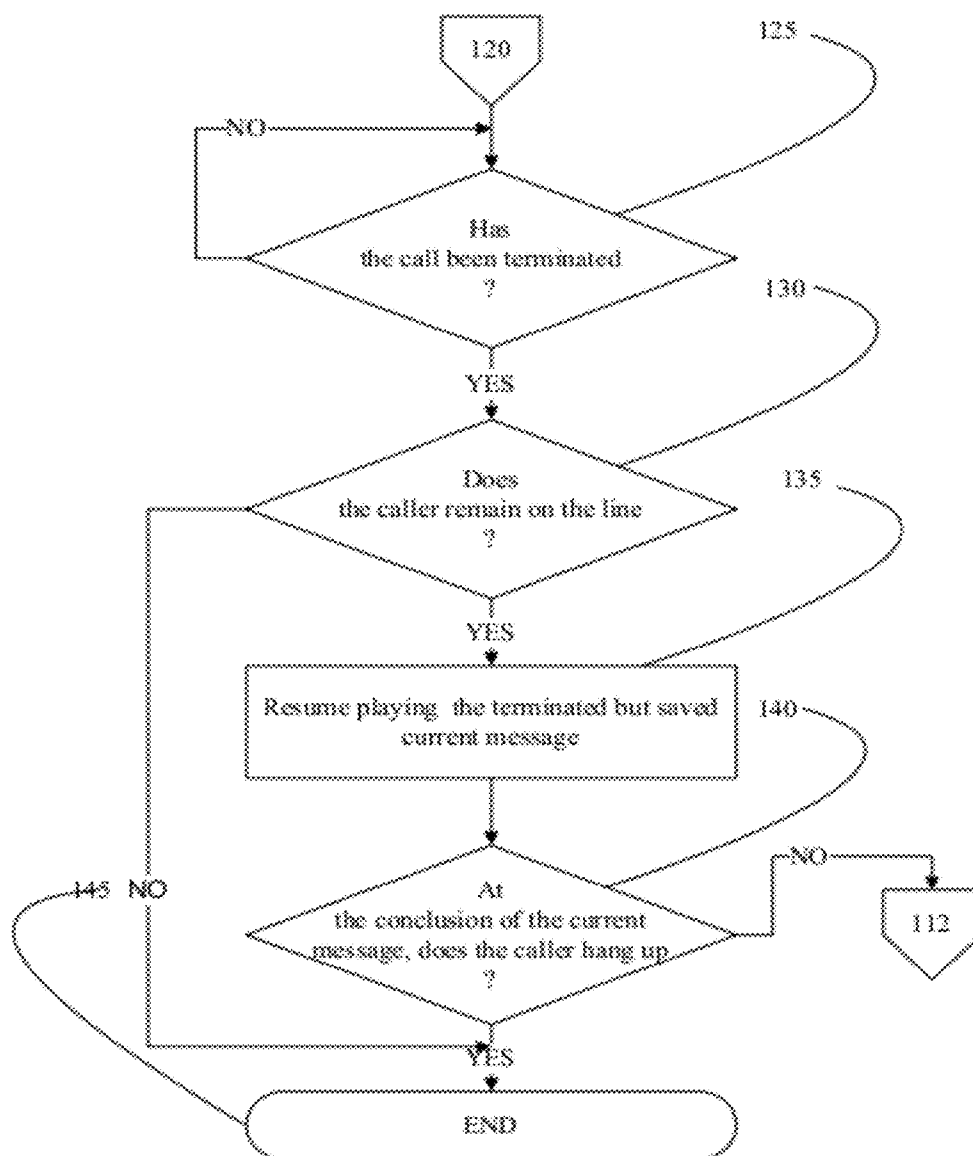 120
125
NO
Has
the call been terminated
?
130
YES
Does
the caller remain on the line
?
135
YES
Resume playing the terminated but saved
current message
140
NO
145 NO
At
the conclusion of the current
message, does the caller hang up
?
112
YES
END